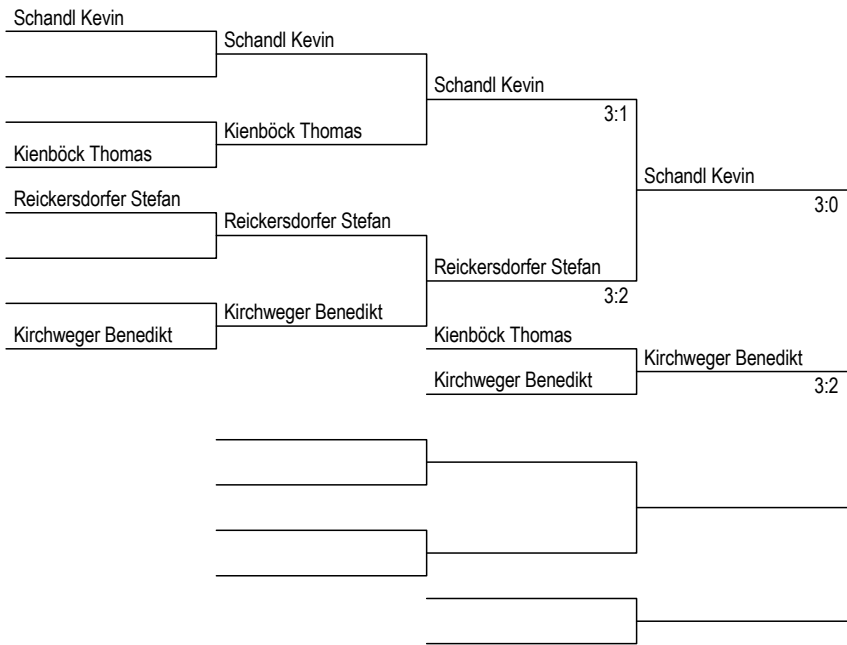 Schandl Kevin
Schandl Kevin
Schandl Kevin
3:1
Kienböck Thomas
Kienböck Thomas
Schandl Kevin
3:0
Reickersdorfer Stefan
Reickersdorfer Stefan
Reickersdorfer Stefan
3:2
Kirchweger Benedikt
Kirchweger Benedikt
Kienböck Thomas
Kirchweger Benedikt
Kirchweger Benedikt
3:2